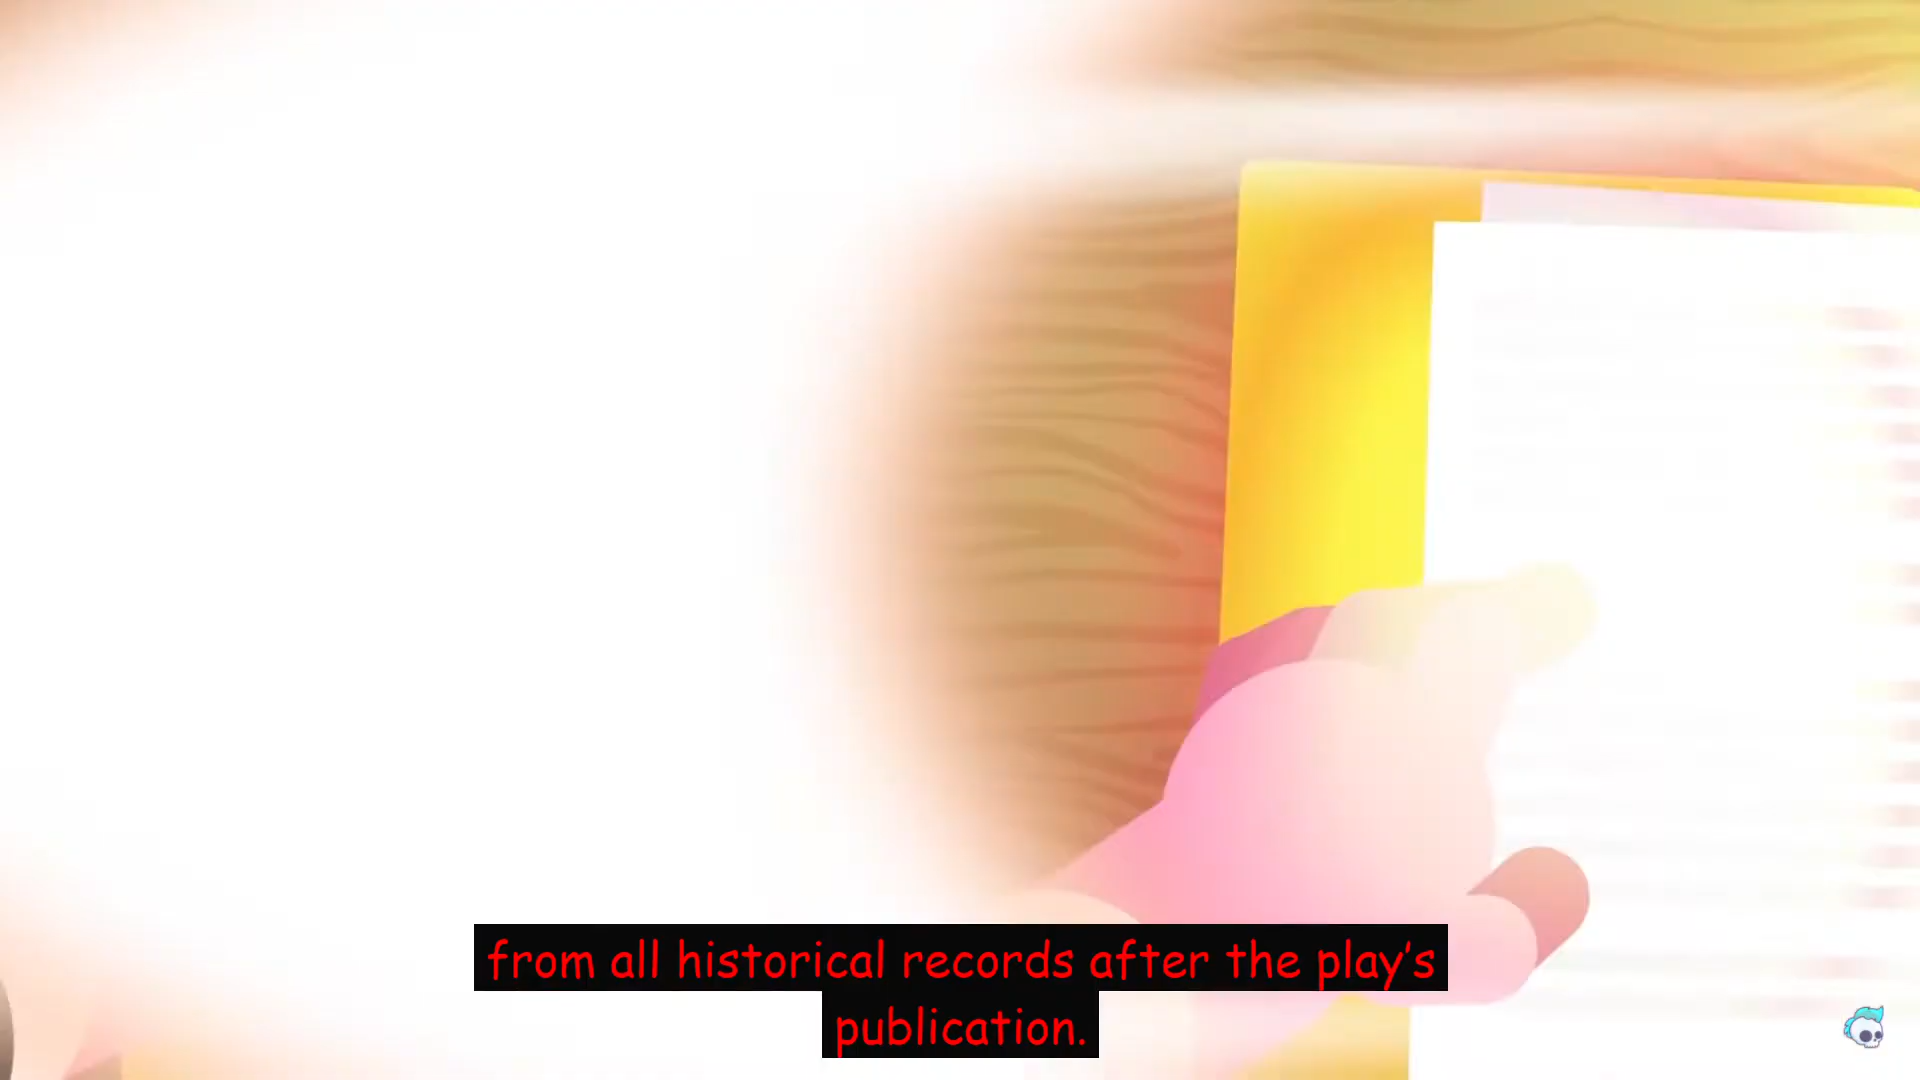 from all historical records after the play's
publication.